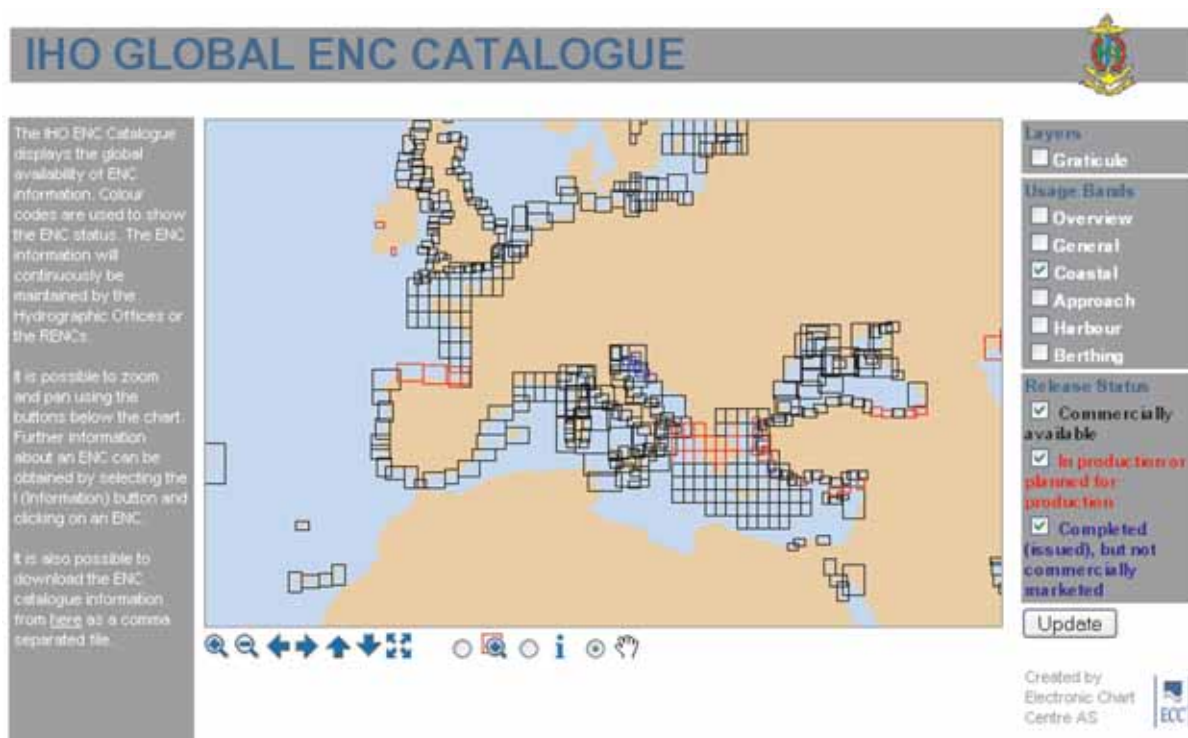 IHO GLOBAL ENC CATALOGUE
The IHO ENC Catalogue
displays the global
availability of ENC
information. Colour
codes are used to show
the ENC status. The ENC
information will
continuously be
maintained by the
Hydrographic Offices or
the RENCs.
It is possible to zoom
and pan using the
buttons below the chart.
Further information
about an ENC can be
obtained by selecting the
I (Information) button and
clicking on an ENC.
It is also possible to
download the ENC
catalogue information
from here as a comma
separated file.
Layers
Graticule
Usage Bands
Overview
General
Coastal
Approach
Harbour
Berthing
Release Status
Commercially
available
In production or
planned for
production
Completed
(issued), but not
commercially
marketed
Update
Created by
Electronic Chart
Centre AS
ECC